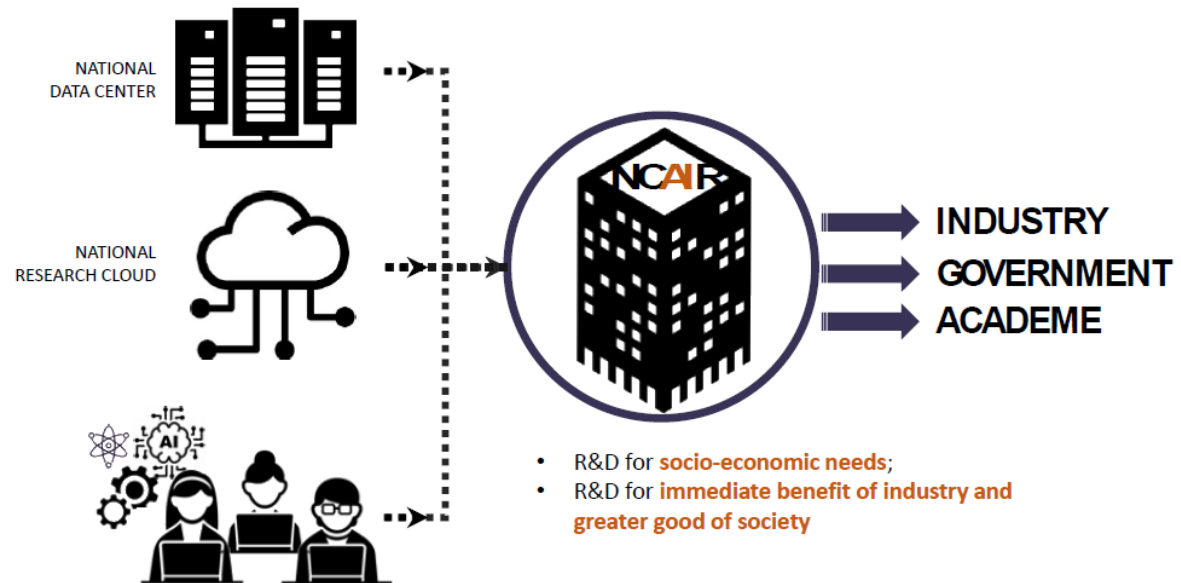 NATIONAL
DATA CENTER
NATIONAL
RESEARCH CLOUD
AI
NCAIR
INDUSTRY
GOVERNMENT
ACADEME
• R&D for socio-economic needs;
• R&D for immediate benefit of industry and
greater good of society